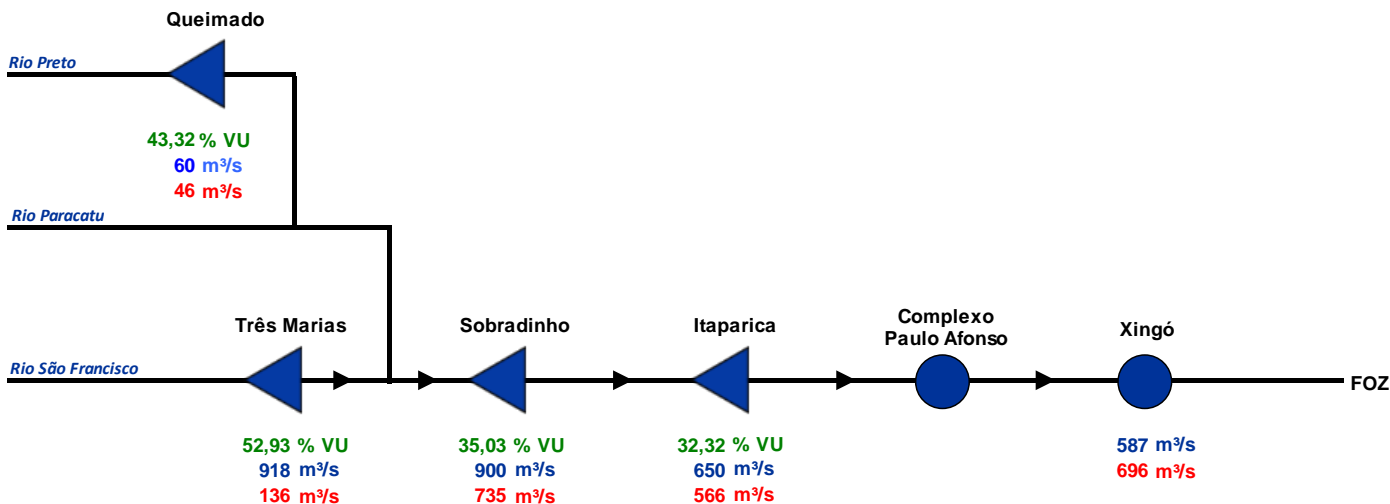 Queimado
Rio Preto
43,32 % VU
60 m³/s
46 m³/s
Rio Paracatu
Três Marias
Sobradinho
Itaparica
Complexo
Paulo Afonso
Xingó
Rio São Francisco
FOZ
52,93 % VU
918 m³/s
136 m³/s
35,03 % VU
900 m³/s
735 m³/s
32,32 % VU
650 m³/s
566 m³/s
587 m³/s
696 m³/s